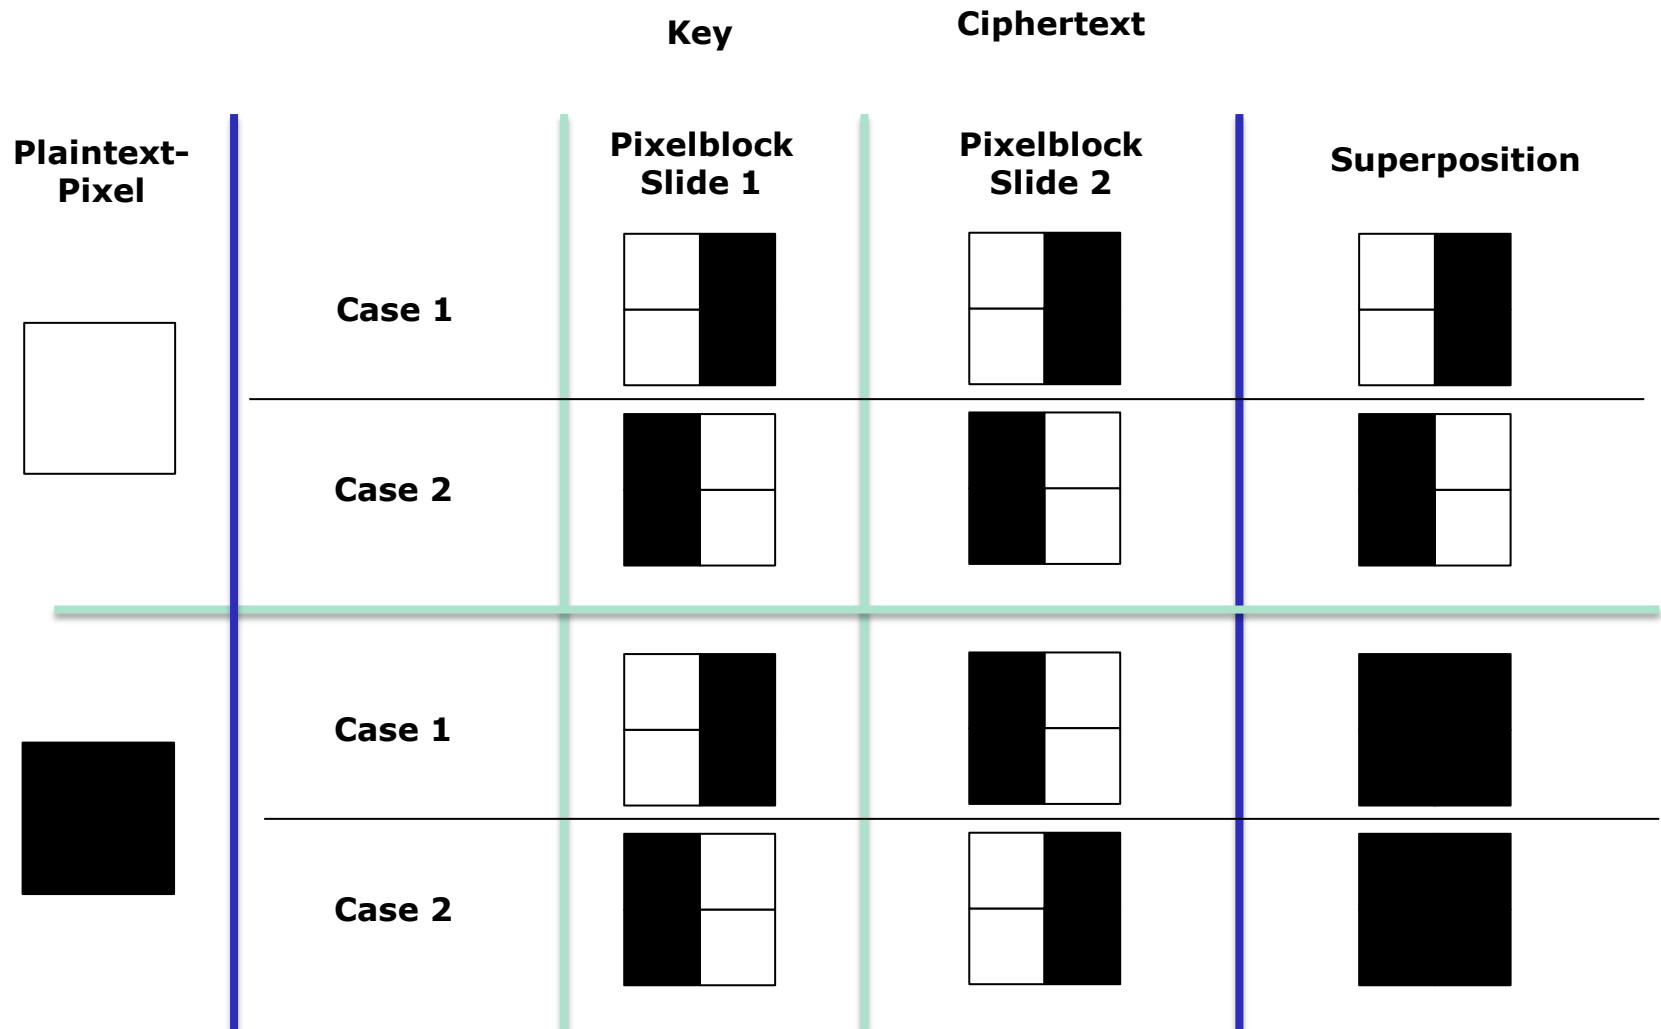 Key
Ciphertext
Plaintext-
Pixel
Pixelblock
Slide 1
Pixelblock
Slide 2
Superposition
Case 1
Case 2
Case 1
Case 2